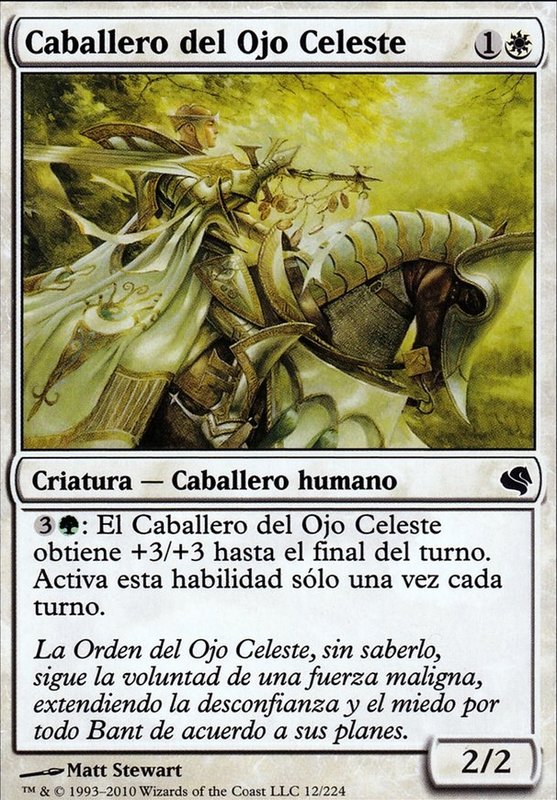 Caballero del Ojo Celeste 1
Criatura — Caballero humano
3: El Caballero del Ojo Celeste
obtiene +3/+3 hasta el final del turno.
Activa esta habilidad sólo una vez cada
turno.
La Orden del Ojo Celeste, sin saberlo,
sigue la voluntad de una fuerza maligna,
extendiendo la desconfianza y el miedo por
todo Bant de acuerdo a sus planes.
2/2
Matt Stewart
™ & © 1993–2010 Wizards of the Coast LLC 12/224